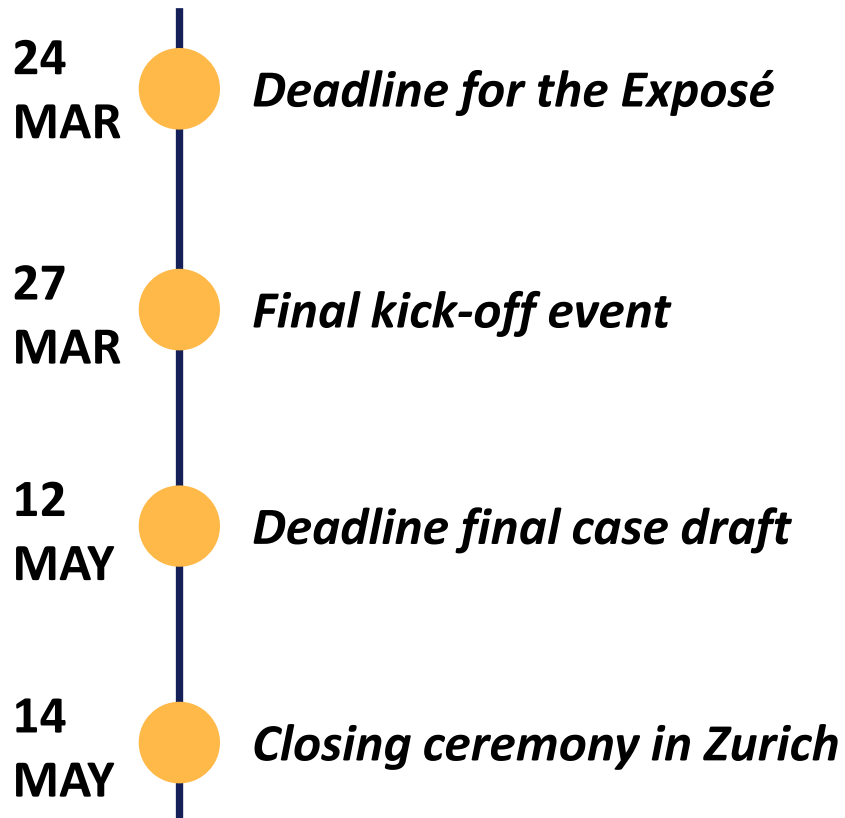 24
MAR
Deadline for the Exposé
27
MAR
Final kick-off event
12
MAY
Deadline final case draft
14
MAY
Closing ceremony in Zurich